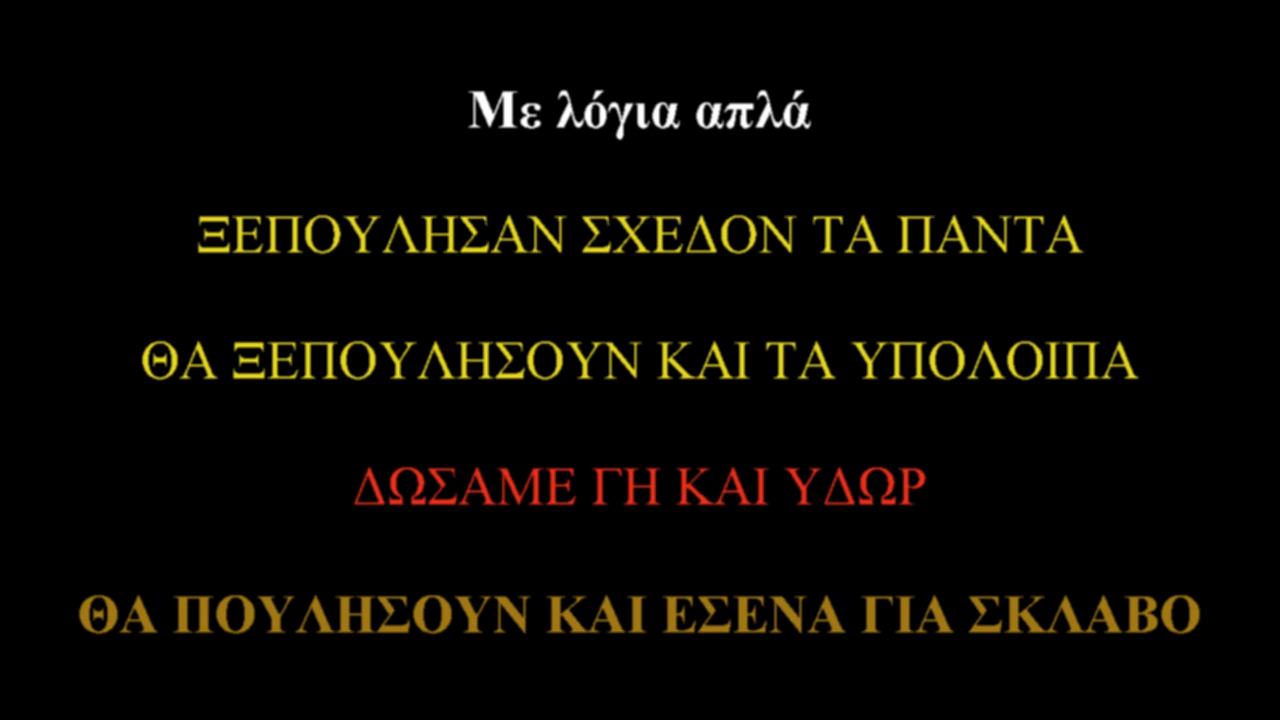 Με λόγια απλά
ΞΕΠΟΥΛΗΣΑΝ ΣΧΕΔΟΝ ΤΑ ΠΑΝΤΑ
ΘΑ ΞΕΠΟΥΛΗΣΟΥΝ ΚΑΙ ΤΑ ΥΠΟΛΟΙΠΑ
ΔΩΣΑΜΕ ΓΗ ΚΑΙ ΥΔΩΡ
ΘΑ ΠΟΥΛΗΣΟΥΝ ΚΑΙ ΕΣΕΝΑ ΓΙΑ ΣΚΛΑΒΟ